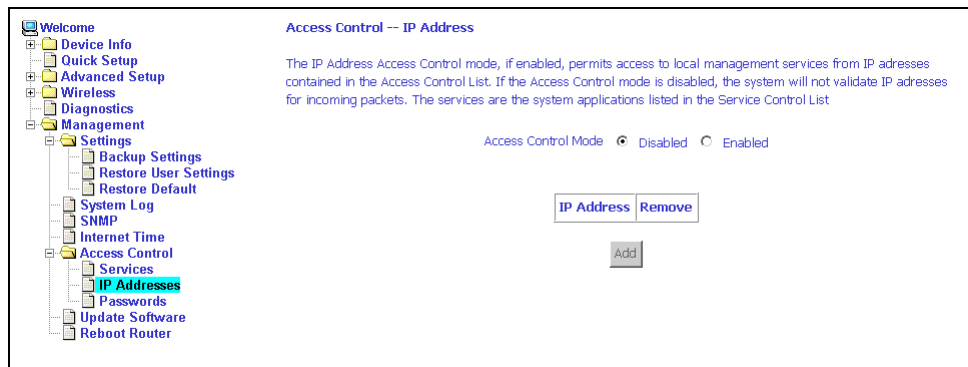 Welcome
Device Info
Quick Setup
Advanced Setup
Wireless
Diagnostics
Management
Settings
Backup Settings
Restore User Settings
Restore Default
System Log
SNMP
Internet Time
Access Control
Services
IP Addresses
Passwords
Update Software
Reboot Router
Access Control -- IP Address
The IP Address Access Control mode, if enabled, permits access to local management services from IP adresses
contained in the Access Control List. If the Access Control mode is disabled, the system will not validate IP adresses
for incoming packets. The services are the system applications listed in the Service Control List
Access Control Mode Disabled Enabled
IP Address Remove
Add